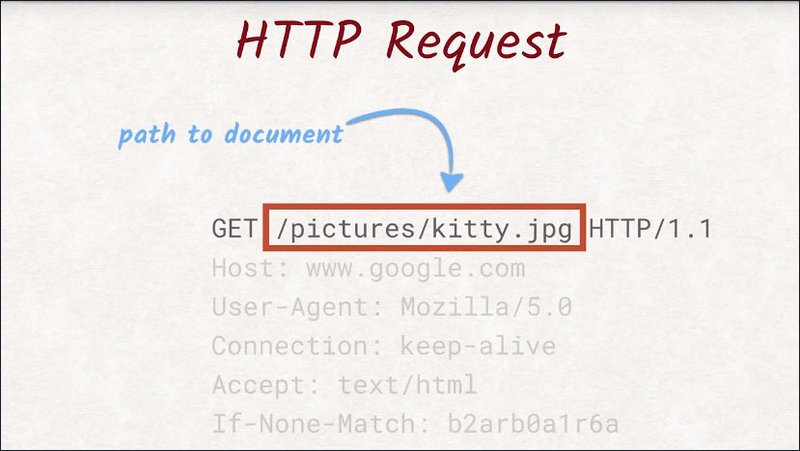 HTTP Request
path to document
GET /pictures/kitty.jpg HTTP/1.1
Host: www.google.com
User-Agent: Mozilla/5.0
Connection: keep-alive
Accept: text/html
If-None-Match: b2arb0a1r6a